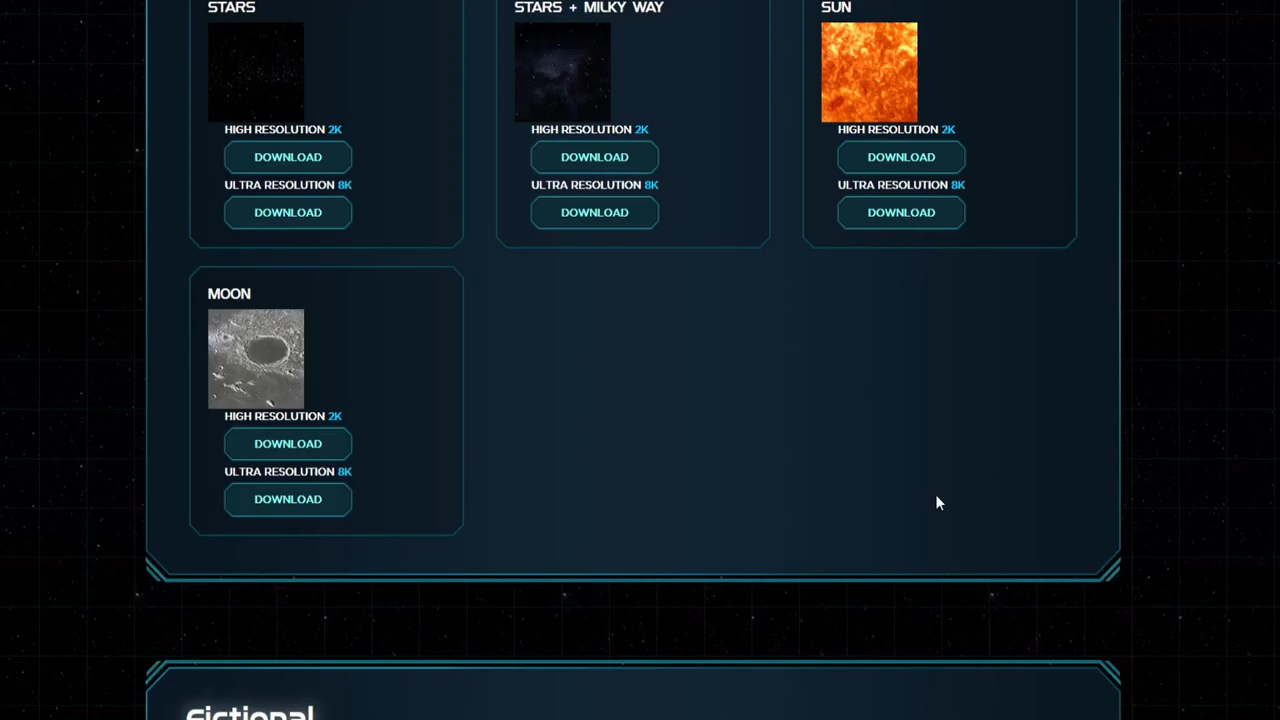 STARS
STARS + MILKY WAY
SUN
HIGH RESOLUTION 2K
HIGH RESOLUTION 2K
HIGH RESOLUTION 2K
DOWNLOAD
DOWNLOAD
DOWNLOAD
ULTRA RESOLUTION 8K
ULTRA RESOLUTION 8K
ULTRA RESOLUTION 8K
DOWNLOAD
DOWNLOAD
DOWNLOAD
MOON
HIGH RESOLUTION 2K
DOWNLOAD
ULTRA RESOLUTION 8K
DOWNLOAD
Fictional